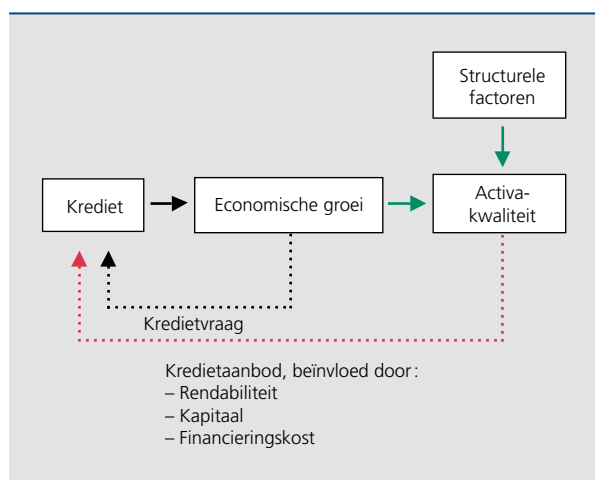 Structurele
factoren
Krediet
Economische groei
Activa-
kwaliteit
Kredietvraag
Kredietaanbod, beïnvloed door :
– Rendabiliteit
– Kapitaal
– Financieringskost